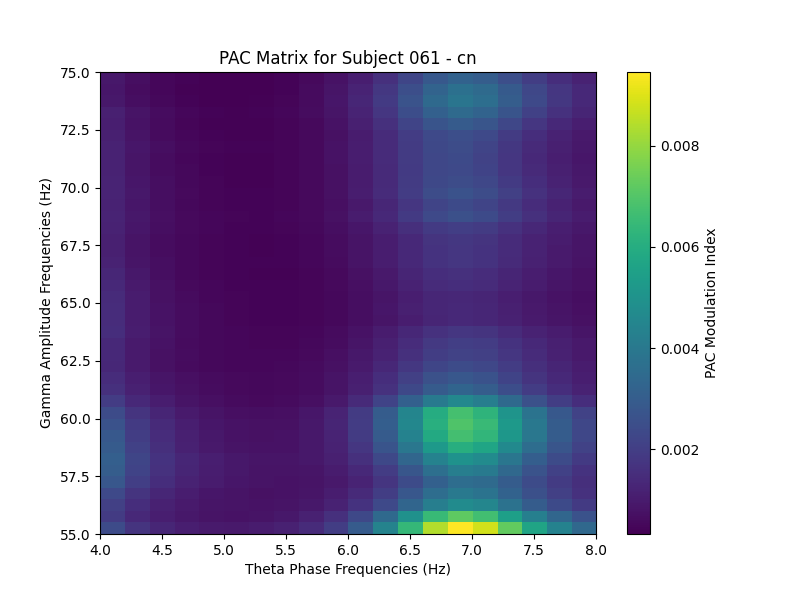 PAC Matrix for Subject 061 - cn
75.0
72.5
70.0
67.5
65.0
62.5
60.0
57.5
55.0
Gamma Amplitude Frequencies (Hz)
4.0 4.5 5.0 5.5 6.0 6.5 7.0 7.5 8.0
Theta Phase Frequencies (Hz)
0.008
0.006
0.004
0.002
PAC Modulation Index